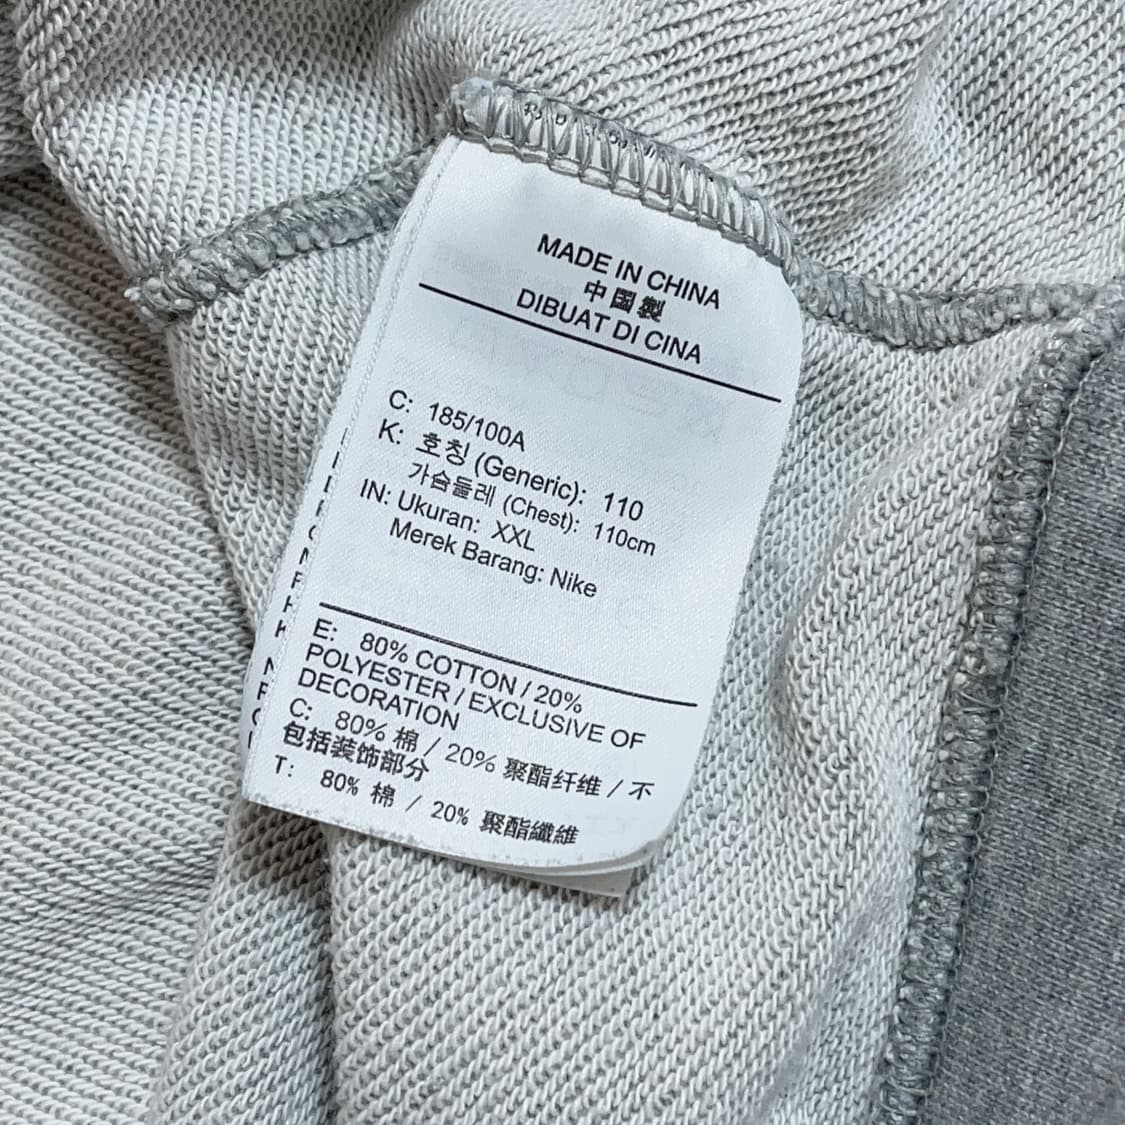 MADE IN CHINA
中国製
DIBUAT DI CINA
C: 185/100A
K: 호칭 (Generic): 110
가슴둘레 (Chest): 110cm
IN: Ukuran: XXL
Merek Barang: Nike
E: 80% COTTON / 20%
POLYESTER / EXCLUSIVE OF
DECORATION
C: 80% 棉 / 20% 聚酯纤维 / 不
包括装饰部分
T: 80% 棉 / 20% 聚酯纖維